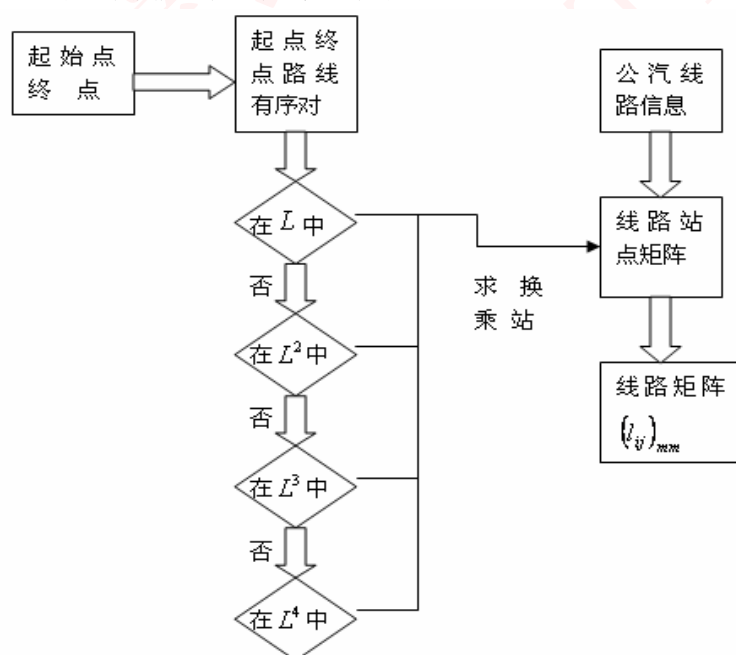 起始点
终 点
起点终
点路线
有序对
公汽线
路信息
在 L 中
线路站
点矩阵
否
求 换
乘站
在 L² 中
线路矩阵
(l_ij)_mm
否
在 L³ 中
否
在 L⁴ 中